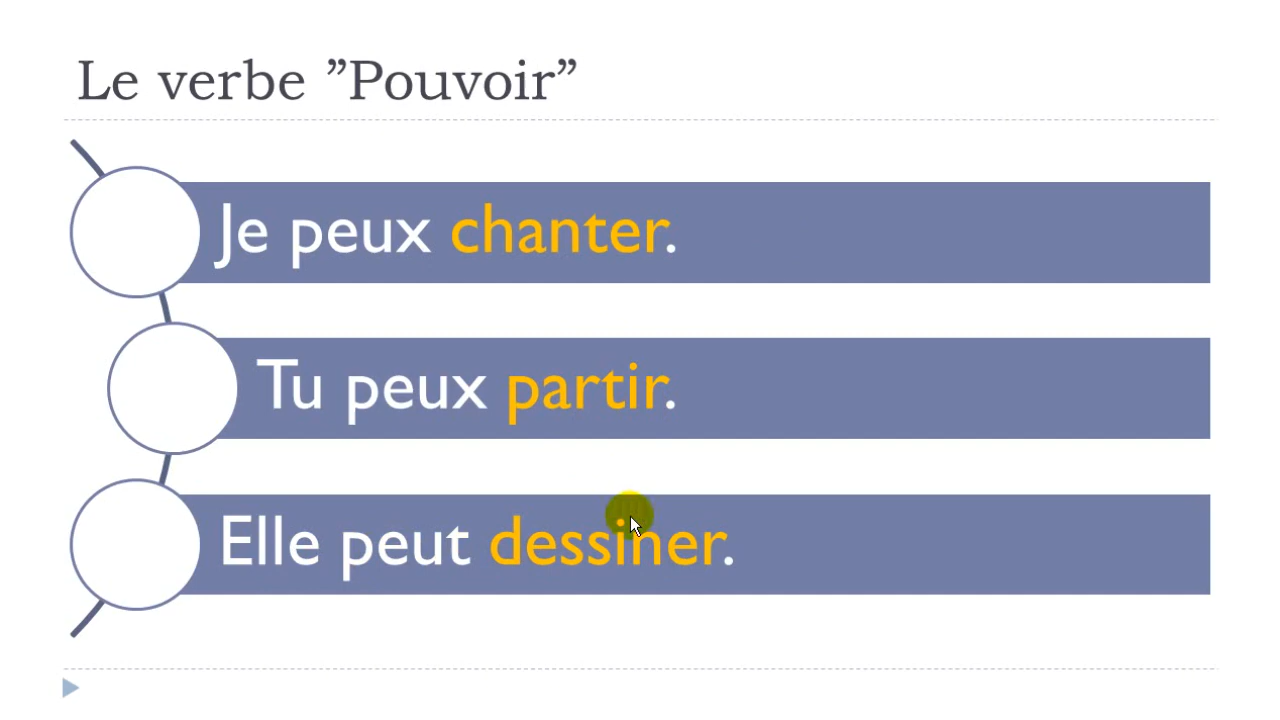 Le verbe ”Pouvoir”
Je peux chanter.
Tu peux partir.
Elle peut dessiner.